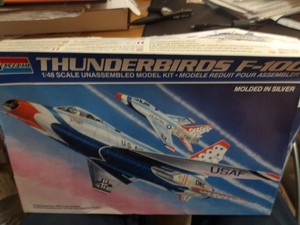 Monogram
THUNDERBIRDS F-100
1/48 SCALE UNASSEMBLED MODEL KIT • MODELE REDUIT POUR ASSEMBLER
MOLDED IN SILVER
USAF